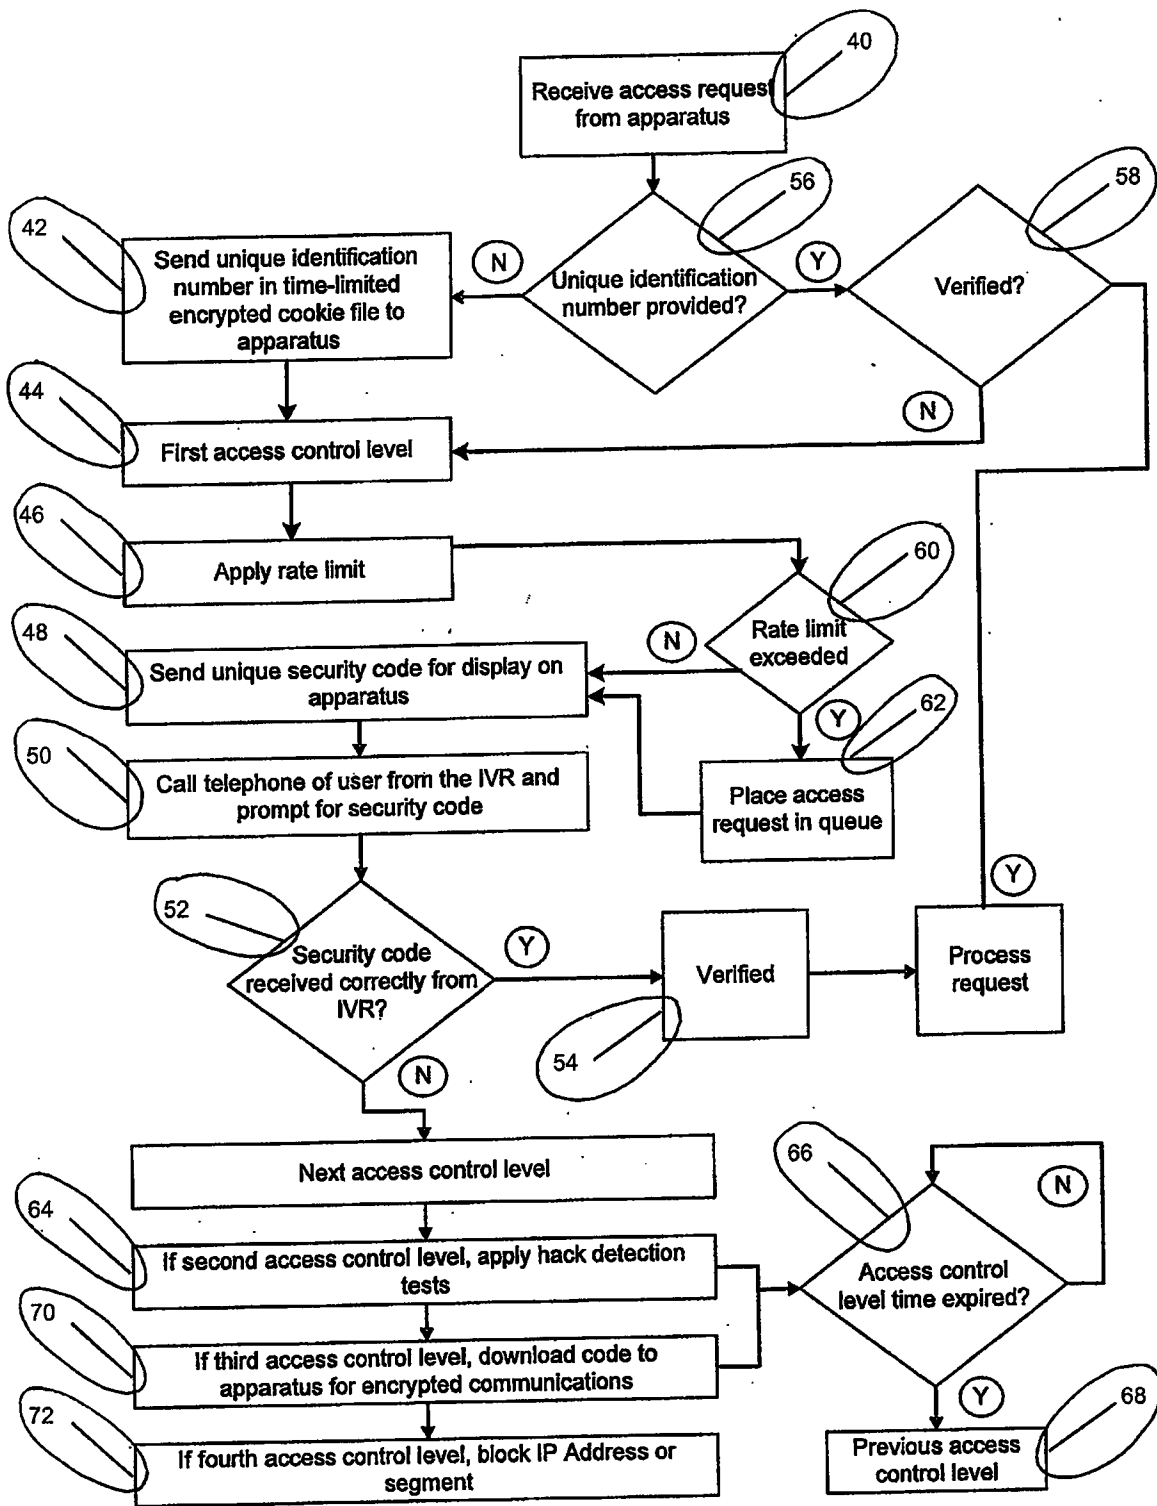 40
Receive access request
from apparatus
56
58
42
Send unique identification
number in time-limited
encrypted cookie file to
apparatus
N
Unique identification
number provided?
Y
Verified?
44
N
First access control level
46
Apply rate limit
60
Rate limit
exceeded
48
N
Send unique security code for display on
apparatus
62
Y
50
Call telephone of user from the IVR and
prompt for security code
Place access
request in queue
Y
52
Security code
received correctly from
IVR?
Y
Verified
Process
request
54
N
Next access control level
66
N
64
If second access control level, apply hack detection
tests
Access control
level time expired?
70
If third access control level, download code to
apparatus for encrypted communications
Y
68
72
If fourth access control level, block IP Address or
segment
Previous access
control level